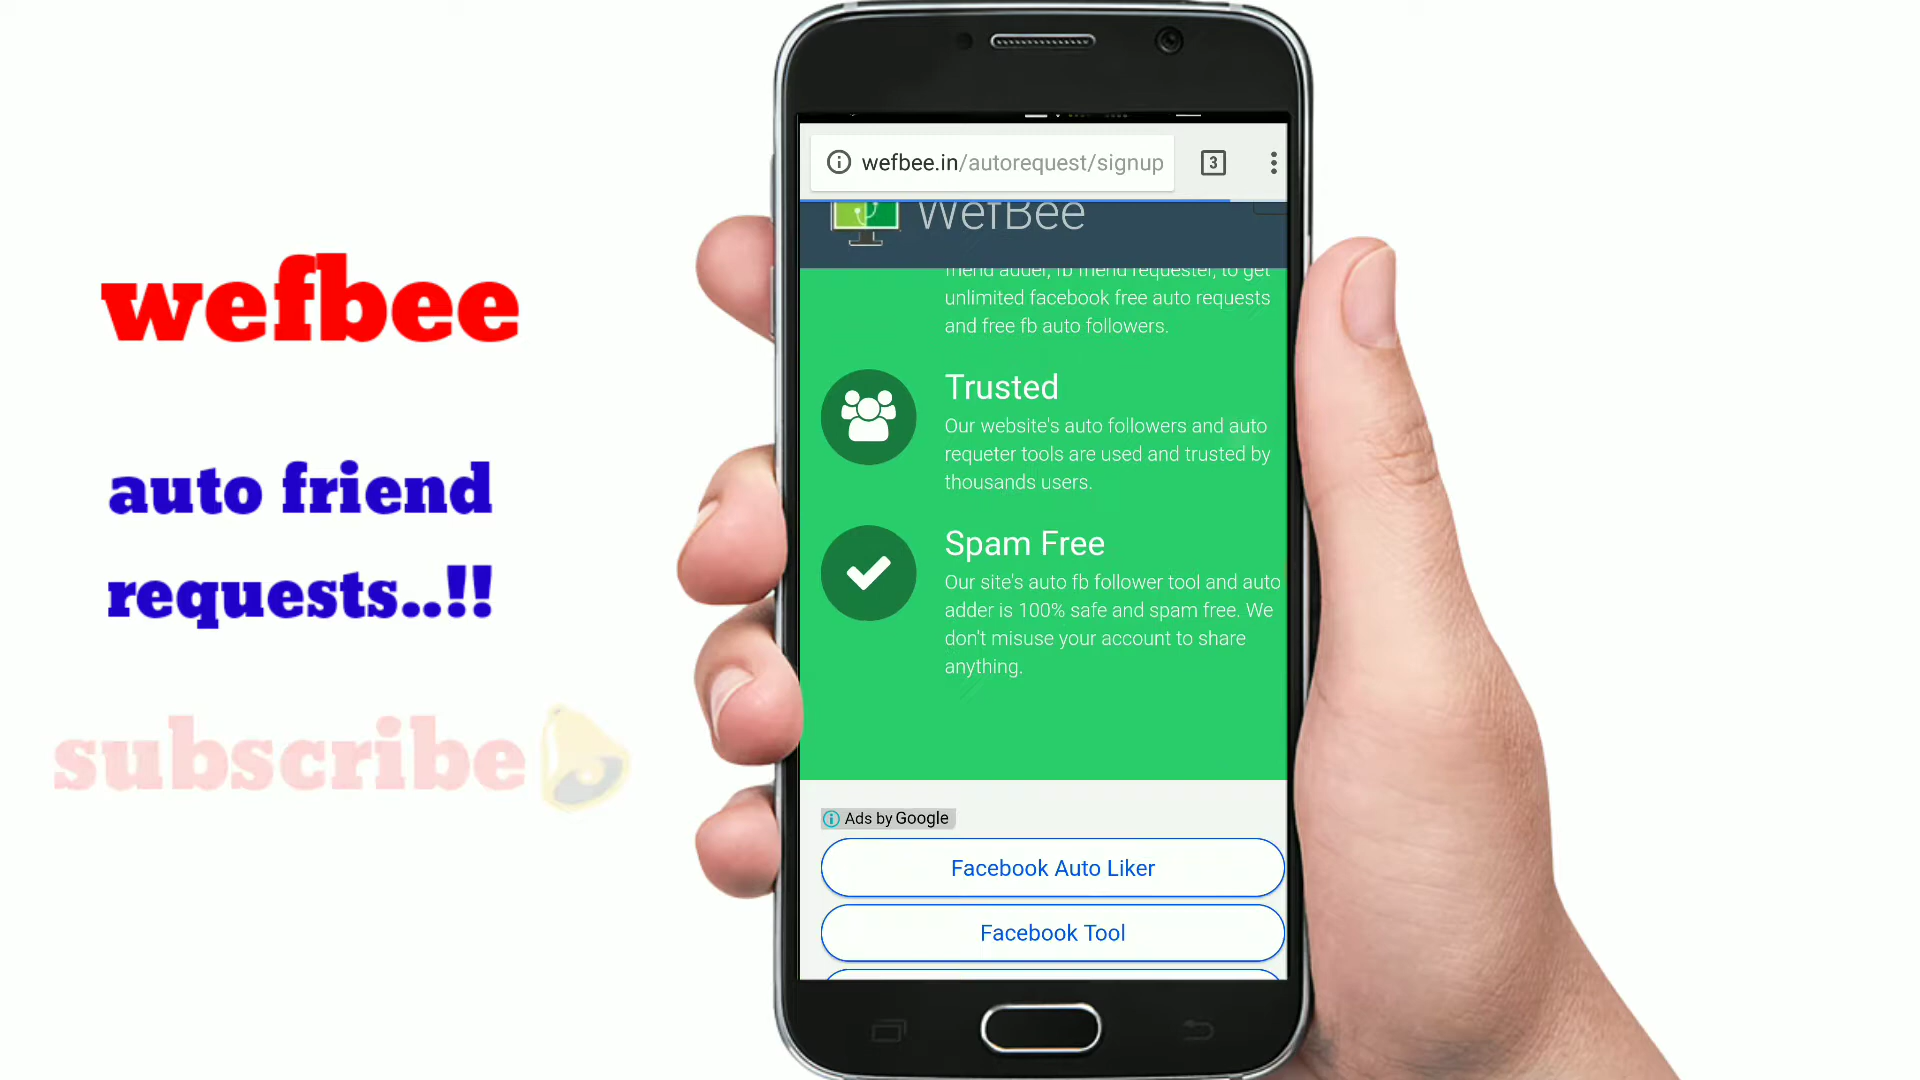 wefbee
auto friend
requests..!!
subscribe
wefbee.in/autorequest/signup
3
WefBee
friend adder, fb friend requester, to get
unlimited facebook free auto requests
and free fb auto followers.
Trusted
Our website's auto followers and auto
requeter tools are used and trusted by
thousands users.
Spam Free
Our site's auto fb follower tool and auto
adder is 100% safe and spam free. We
don't misuse your account to share
anything.
Ads by Google
Facebook Auto Liker
Facebook Tool